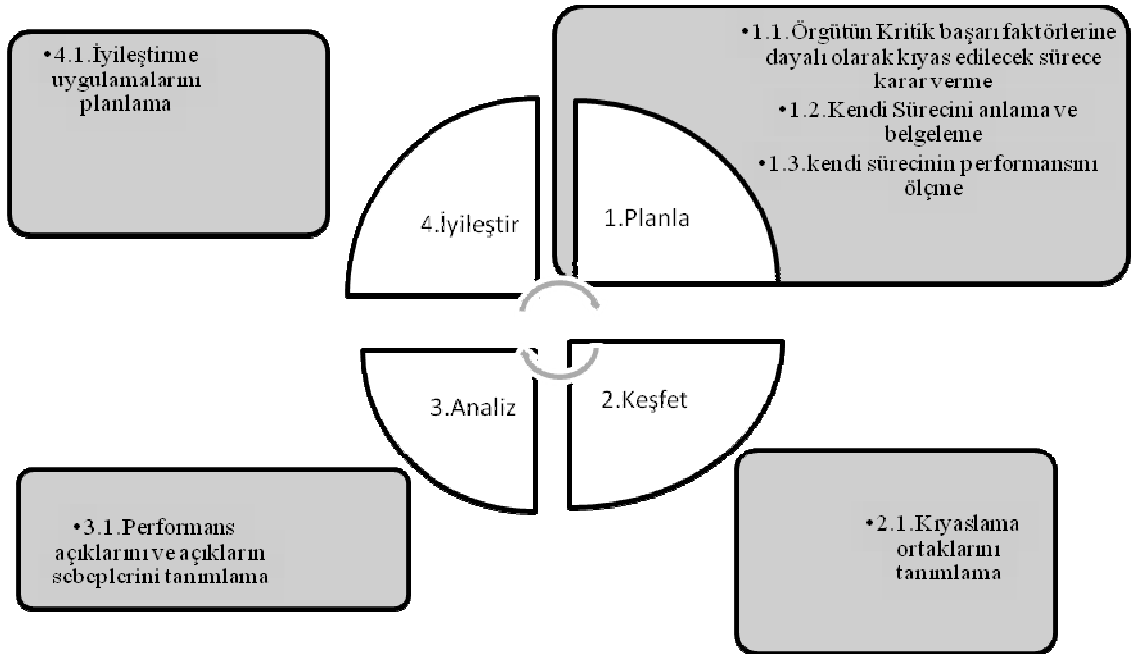 •4.1.İyileştirme
uygulamalarını
planlama
•1.1.Örgütün Kritik başarı faktörlerine
dayalı olarak kıyas edilecek sürece
karar verme
•1.2.Kendi Sürecini anlama ve
belgeleme
•1.3.kendi sürecinin performansını
ölçme
4.İyileştir
1.Planla
3.Analiz
2.Keşfet
•3.1.Performans
açıklarını ve açıkların
sebeplerini tanımlama
•2.1.Kıyaslama
ortaklarını
tanımlama